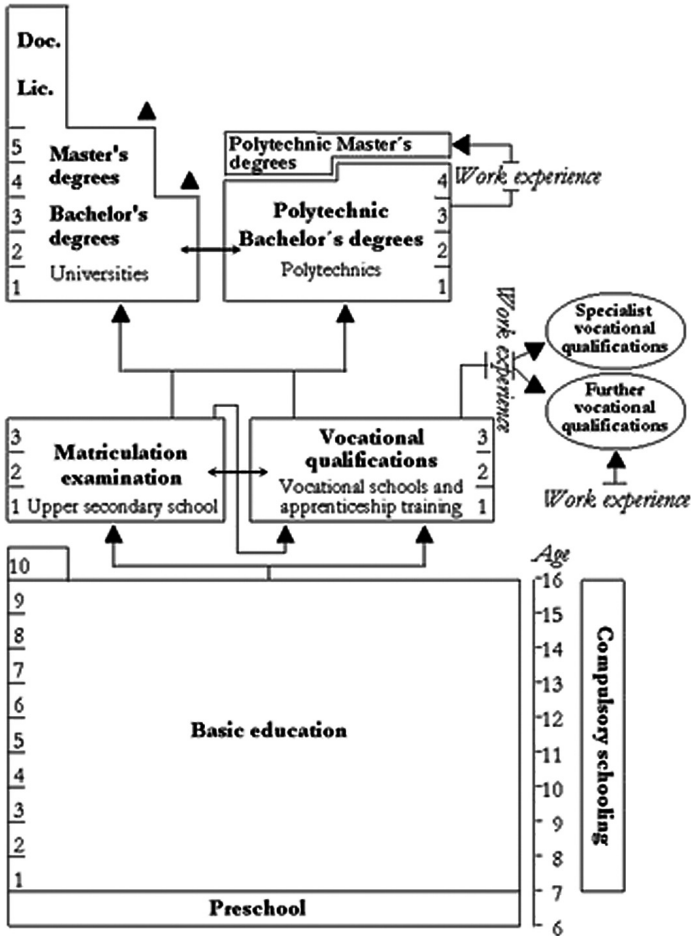 Doc.
Lic.
5
4
3
2
1
Master's
degrees
Bachelor's
degrees
Universities
Polytechnic Master´s
degrees
Work experience
Polytechnic
Bachelor´s degrees
Polytechnics
4
3
2
1
Work experience
Specialist
vocational
qualifications
Further
vocational
qualifications
Work experience
3
2
1
Matriculation
examination
Upper secondary school
Vocational
qualifications
Vocational schools and
apprenticeship training
3
2
1
10
9
8
7
6
5
4
3
2
1
Basic education
Preschool
Age
16
15
14
13
12
11
10
9
8
7
6
Compulsory schooling